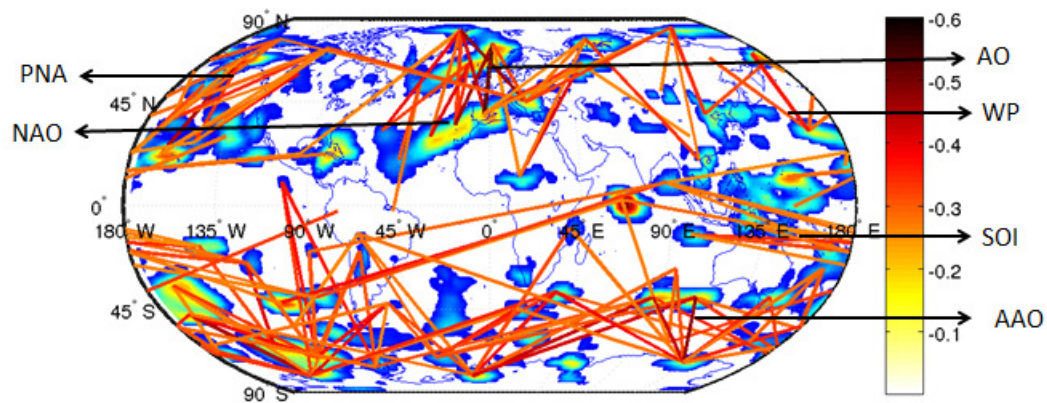 90° N
-0.6
PNA
AO
-0.5
45° N
WP
NAO
-0.4
0°
-0.3
180° W
135° W
90° W
0°
45° E
90° E
135° E
180° E
SOI
-0.2
45° S
AAO
-0.1
90° S